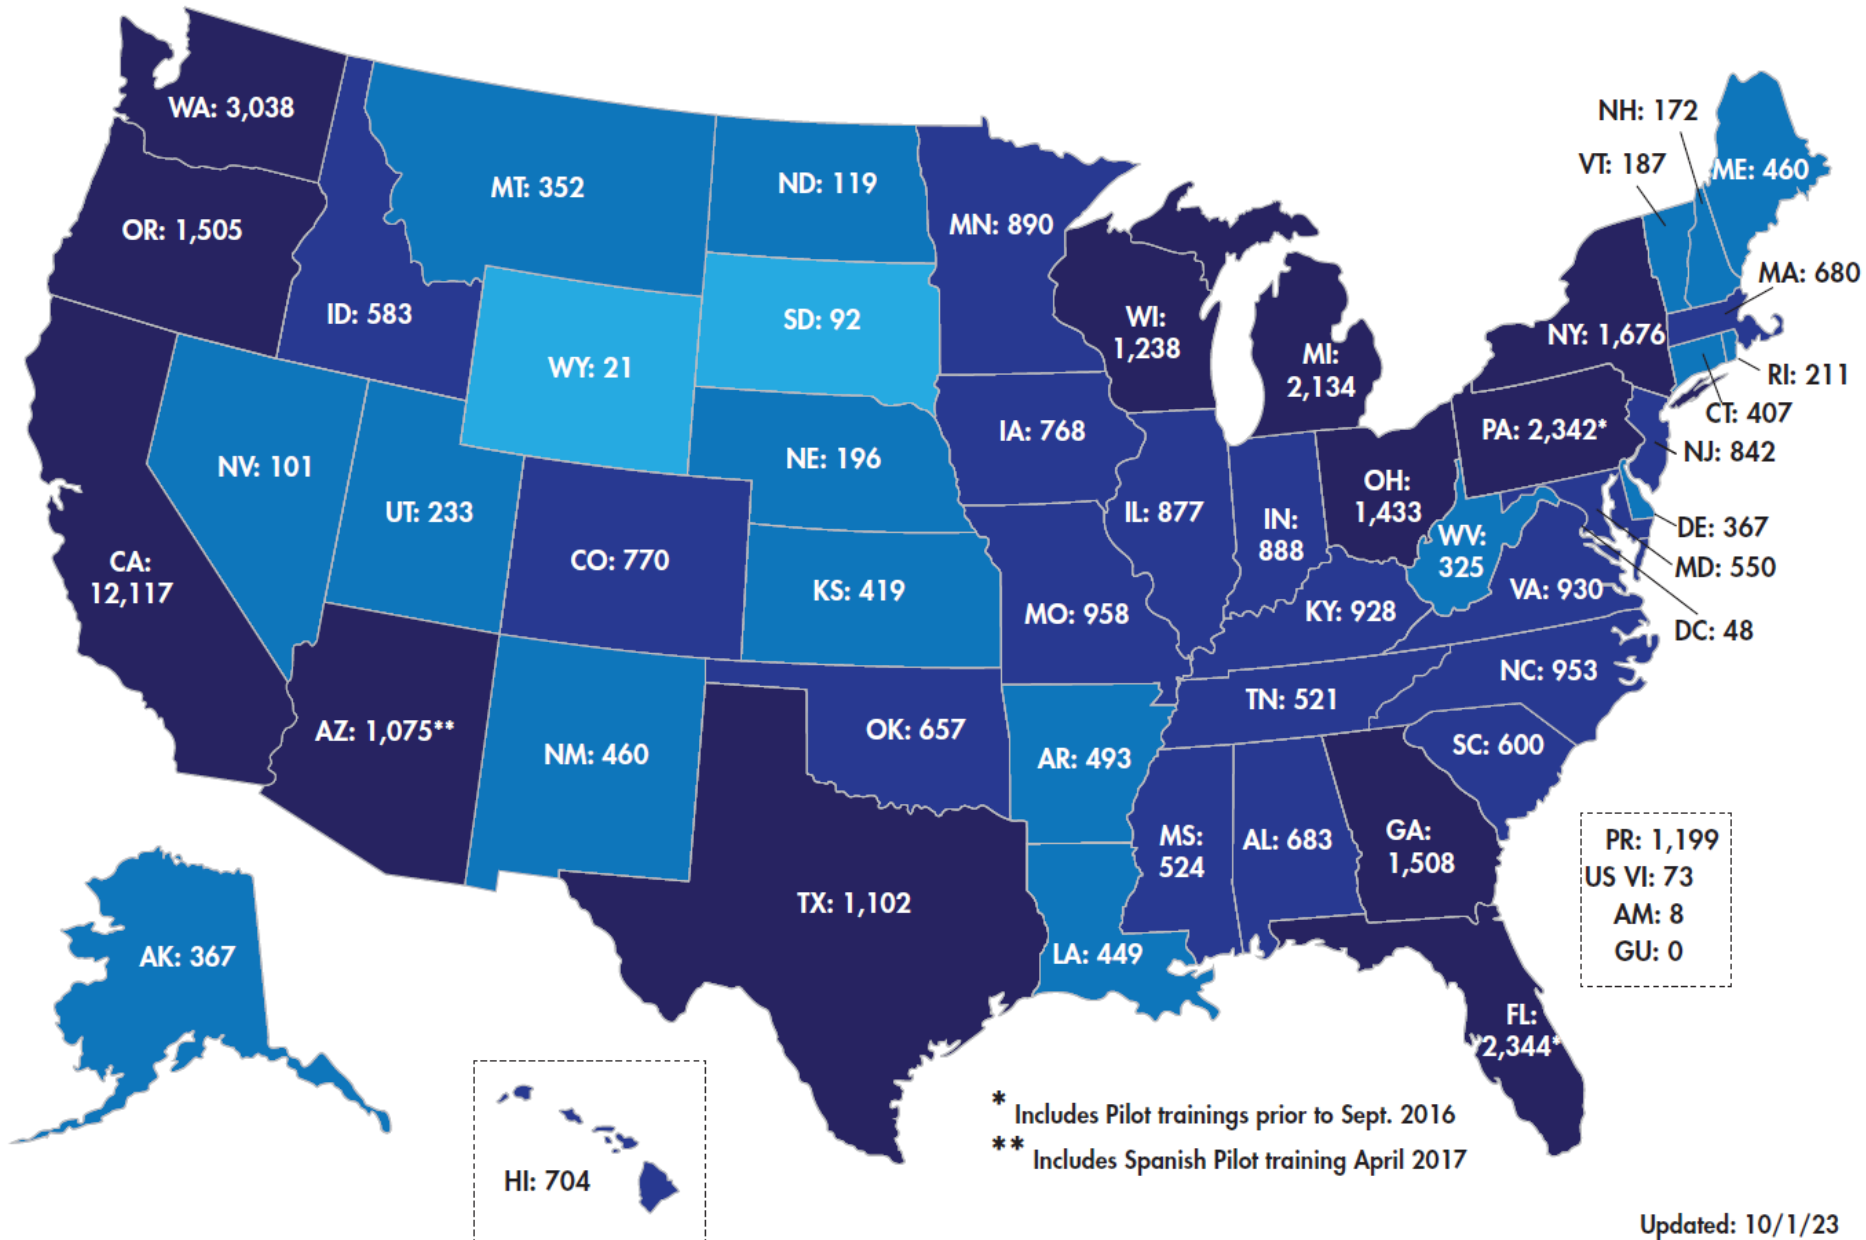 WA: 3,038
OR: 1,505
CA:
12,117
ID: 583
NV: 101
MT: 352
WY: 21
UT: 233
AZ: 1,075**
CO: 770
NM: 460
ND: 119
SD: 92
NE: 196
KS: 419
OK: 657
TX: 1,102
MN: 890
IA: 768
MO: 958
AR: 493
LA: 449
WI:
1,238
IL: 877
MI:
2,134
IN:
888
OH:
1,433
KY: 928
TN: 521
MS:
524
AL: 683
GA:
1,508
FL:
2,344*
SC: 600
NC: 953
VA: 930
WV:
325
PA: 2,342*
NY: 1,676
NH: 172
VT: 187
ME: 460
MA: 680
RI: 211
CT: 407
NJ: 842
DE: 367
MD: 550
DC: 48
PR: 1,199
US VI: 73
AM: 8
GU: 0
AK: 367
HI: 704
* Includes Pilot trainings prior to Sept. 2016
** Includes Spanish Pilot training April 2017
Updated: 10/1/23